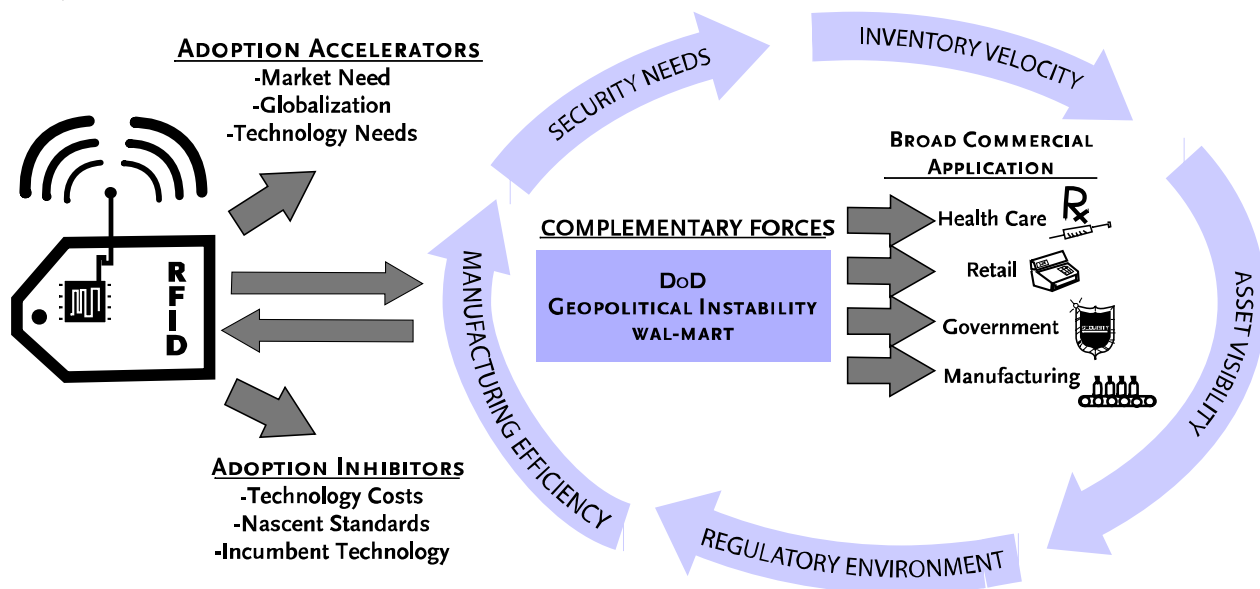 ADOPTION ACCELERATORS
-Market Need
-Globalization
-Technology Needs
RFID
ADOPTION INHIBITORS
-Technology Costs
-Nascent Standards
-Incumbent Technology
SECURITY NEEDS
INVENTORY VELOCITY
ASSET VISIBILITY
REGULATORY ENVIRONMENT
MANUFACTURING EFFICIENCY
COMPLEMENTARY FORCES
DOD
GEOPOLITICAL INSTABILITY
WAL-MART
BROAD COMMERCIAL
APPLICATION
Health Care
Rx
Retail
Government
SECURITY
Manufacturing